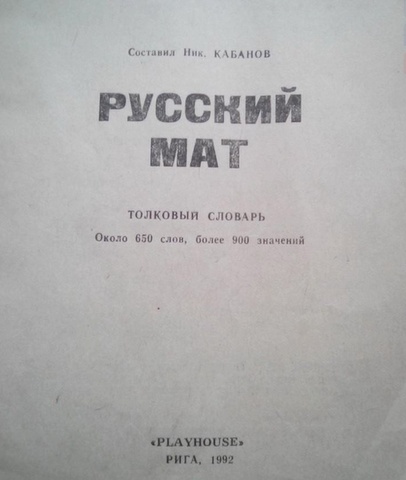 Составил Ник. КАБАНОВ
РУССКИЙ
МАТ
ТОЛКОВЫЙ СЛОВАРЬ
Около 650 слов, более 900 значений
«PLAYHOUSE»
РИГА, 1992